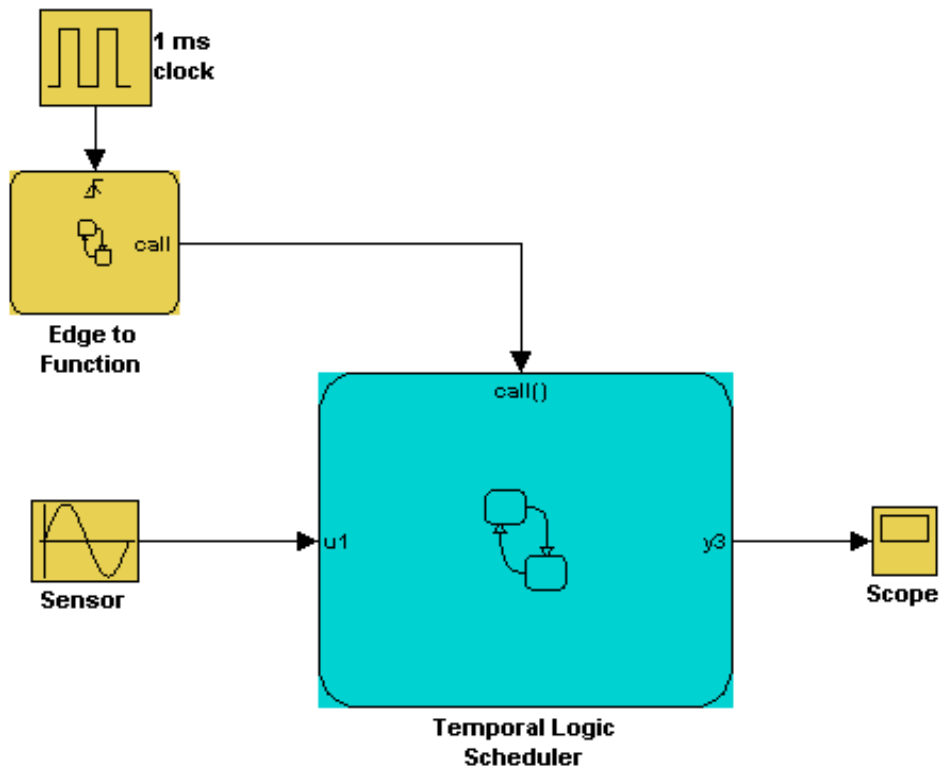 1 ms
clock
call
Edge to
Function
call()
u1
y3
Sensor
Scope
Temporal Logic
Scheduler